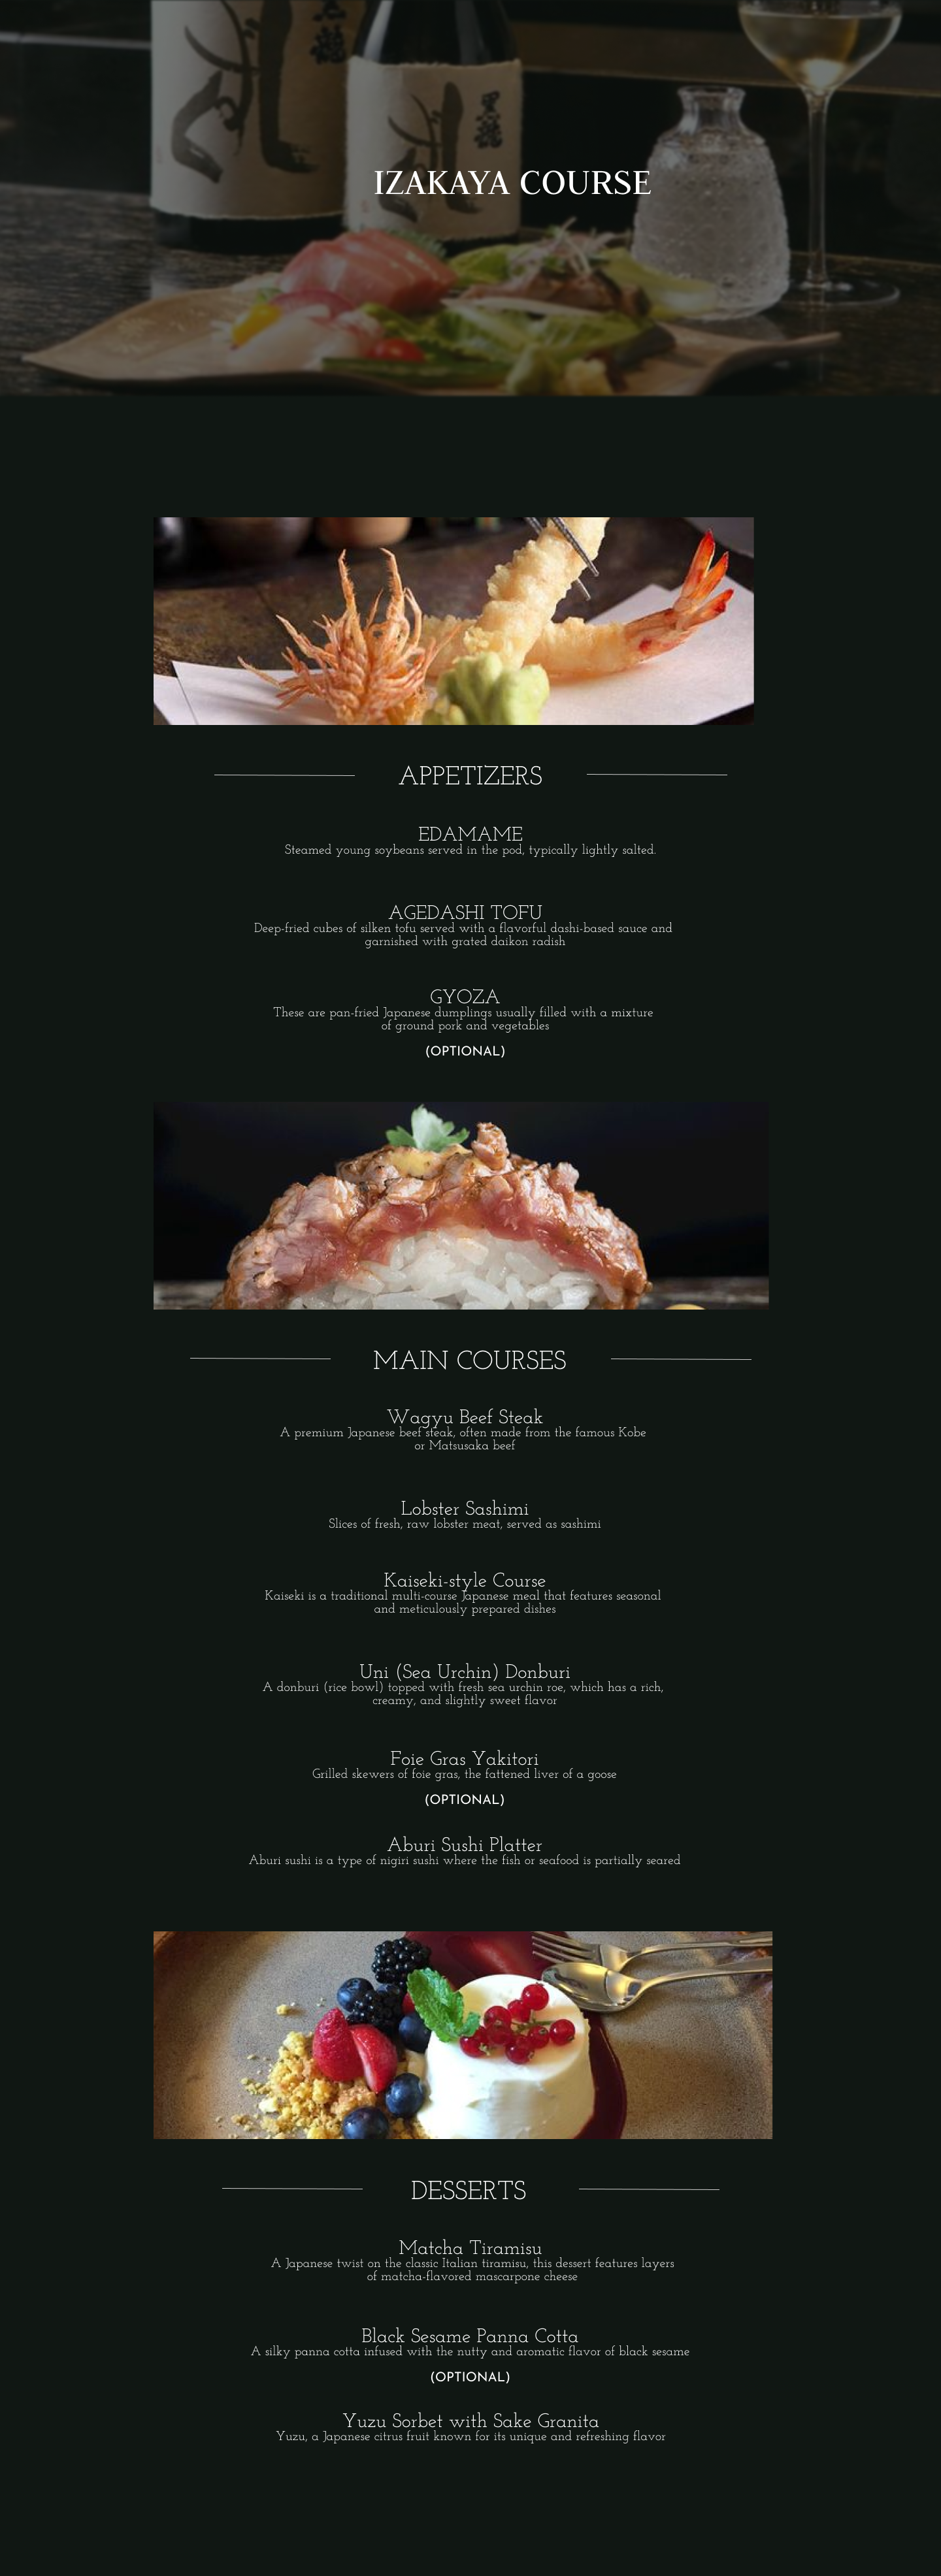 IZAKAYA COURSE
APPETIZERS
EDAMAME
Steamed young soybeans served in the pod, typically lightly salted.
AGEDASHI TOFU
Deep-fried cubes of silken tofu served with a flavorful dashi-based sauce and
garnished with grated daikon radish
GYOZA
These are pan-fried Japanese dumplings usually filled with a mixture
of ground pork and vegetables
(OPTIONAL)
MAIN COURSES
Wagyu Beef Steak
A premium Japanese beef steak, often made from the famous Kobe
or Matsusaka beef
Lobster Sashimi
Slices of fresh, raw lobster meat, served as sashimi
Kaiseki-style Course
Kaiseki is a traditional multi-course Japanese meal that features seasonal
and meticulously prepared dishes
Uni (Sea Urchin) Donburi
A donburi (rice bowl) topped with fresh sea urchin roe, which has a rich,
creamy, and slightly sweet flavor
Foie Gras Yakitori
Grilled skewers of foie gras, the fattened liver of a goose
(OPTIONAL)
Aburi Sushi Platter
Aburi sushi is a type of nigiri sushi where the fish or seafood is partially seared
DESSERTS
Matcha Tiramisu
A Japanese twist on the classic Italian tiramisu, this dessert features layers
of matcha-flavored mascarpone cheese
Black Sesame Panna Cotta
A silky panna cotta infused with the nutty and aromatic flavor of black sesame
(OPTIONAL)
Yuzu Sorbet with Sake Granita
Yuzu, a Japanese citrus fruit known for its unique and refreshing flavor